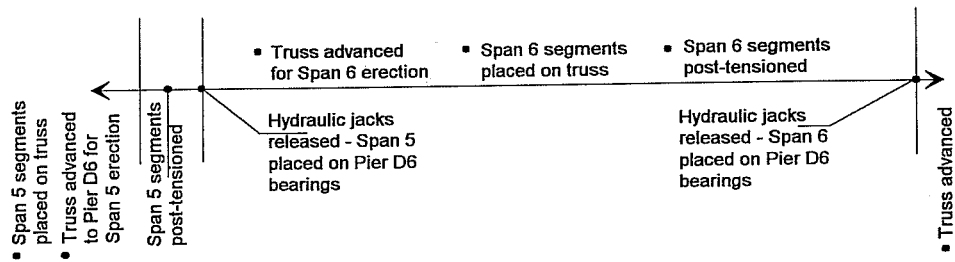 • Span 5 segments
placed on truss
• Truss advanced
to Pier D6 for
Span 5 erection
Span 5 segments
post-tensioned
• Truss advanced
for Span 6 erection
• Span 6 segments
placed on truss
• Span 6 segments
post-tensioned
Hydraulic jacks
released - Span 5
placed on Pier D6
bearings
Hydraulic jacks
released - Span 6
placed on Pier D6
bearings
• Truss advanced